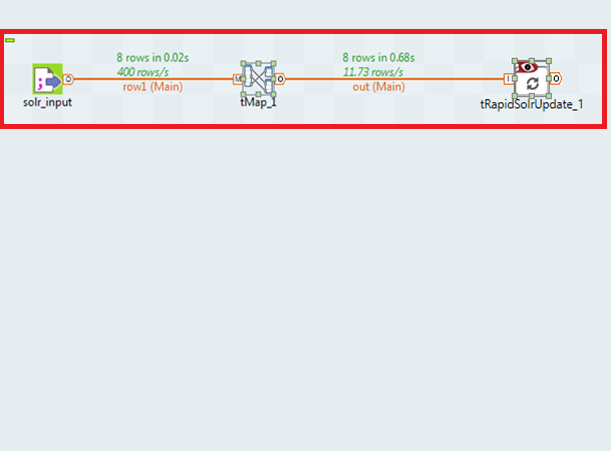 8 rows in 0.02s
400 rows/s
row1 (Main)
solr_input
8 rows in 0.68s
11.73 rows/s
out (Main)
tMap_1
tRapidSolrUpdate_1
O
M
O
I
O